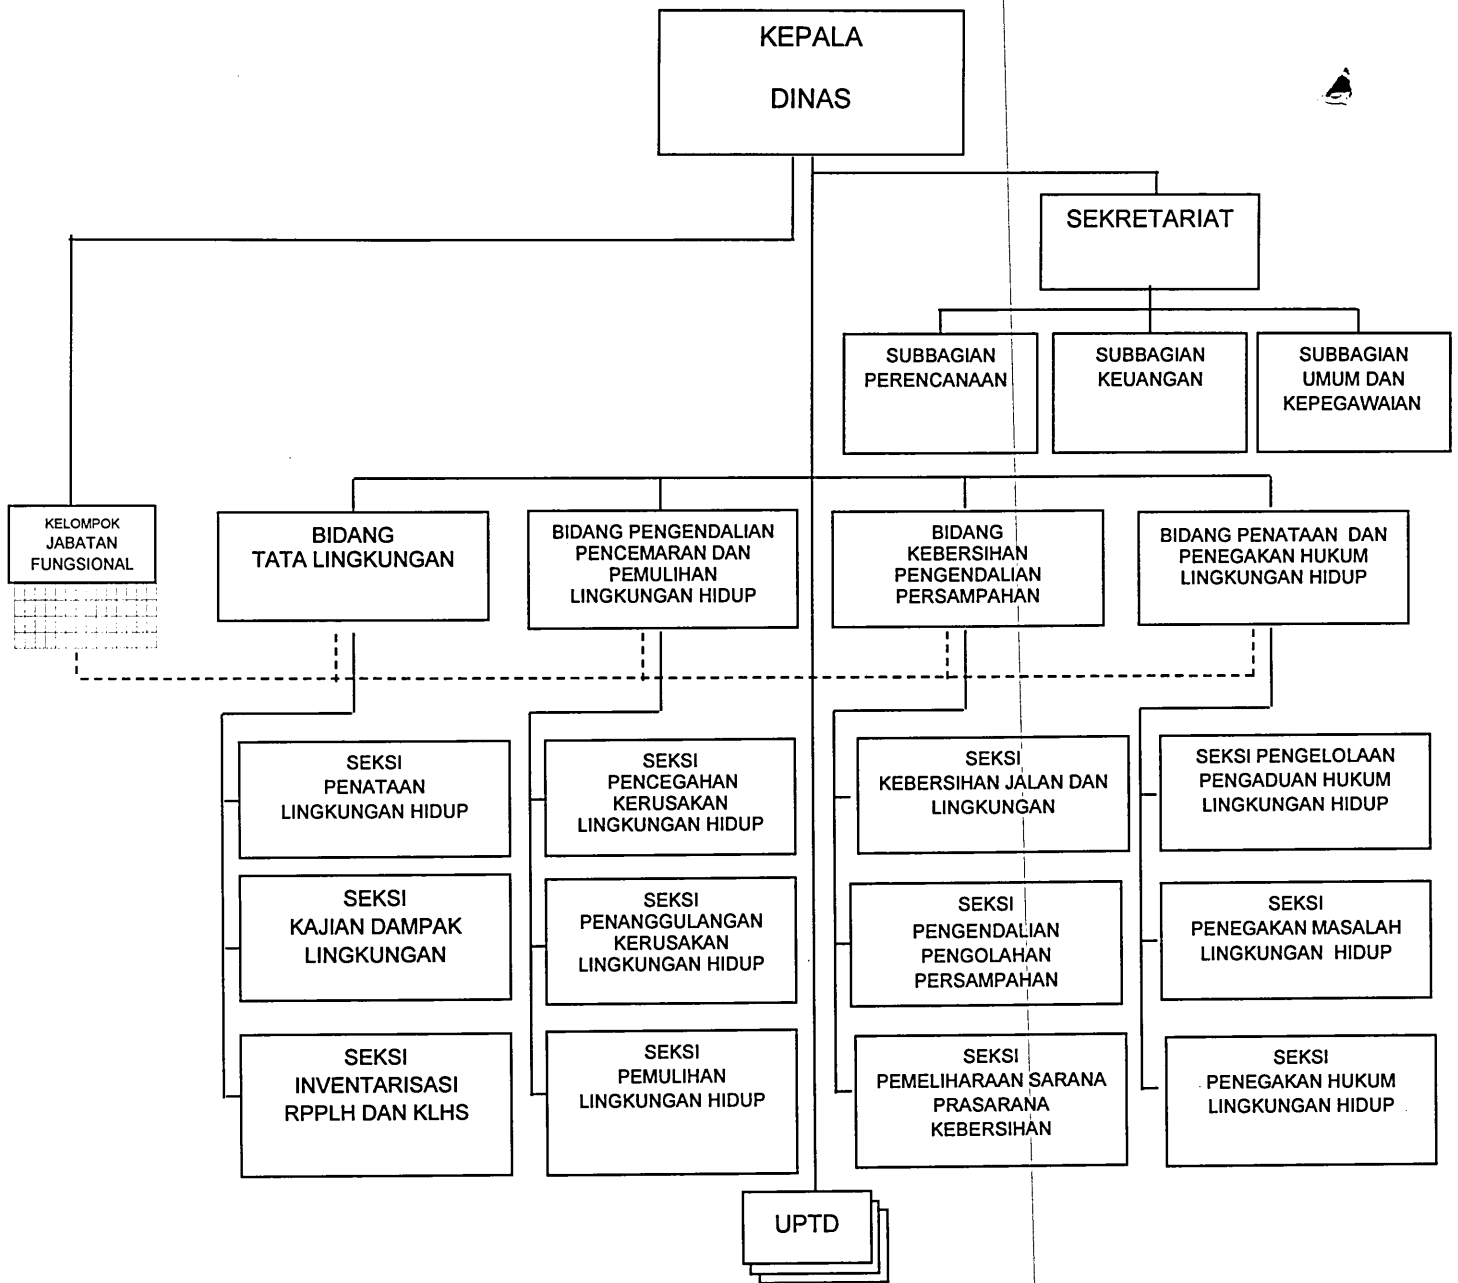 KEPALA
DINAS
SEKRETARIAT
SUBBAGIAN
PERENCANAAN
SUBBAGIAN
KEUANGAN
SUBBAGIAN
UMUM DAN
KEPEGAWAIAN
KELOMPOK
JABATAN
FUNGSIONAL
BIDANG
TATA LINGKUNGAN
BIDANG PENGENDALIAN
PENCEMARAN DAN
PEMULIHAN
LINGKUNGAN HIDUP
BIDANG
KEBERSIHAN
PENGENDALIAN
PERSAMPAHAN
BIDANG PENATAAN DAN
PENEGAKAN HUKUM
LINGKUNGAN HIDUP
SEKSI
PENATAAN
LINGKUNGAN HIDUP
SEKSI
PENCEGAHAN
KERUSAKAN
LINGKUNGAN HIDUP
SEKSI
KEBERSIHAN JALAN DAN
LINGKUNGAN
SEKSI PENGELOLAAN
PENGADUAN HUKUM
LINGKUNGAN HIDUP
SEKSI
KAJIAN DAMPAK
LINGKUNGAN
SEKSI
PENANGGULANGAN
KERUSAKAN
LINGKUNGAN HIDUP
SEKSI
PENGENDALIAN
PENGOLAHAN
PERSAMPAHAN
SEKSI
PENEGAKAN MASALAH
LINGKUNGAN HIDUP
SEKSI
INVENTARISASI
RPPLH DAN KLHS
SEKSI
PEMULIHAN
LINGKUNGAN HIDUP
SEKSI
PEMELIHARAAN SARANA
PRASARANA
KEBERSIHAN
SEKSI
PENEGAKAN HUKUM
LINGKUNGAN HIDUP
UPTD